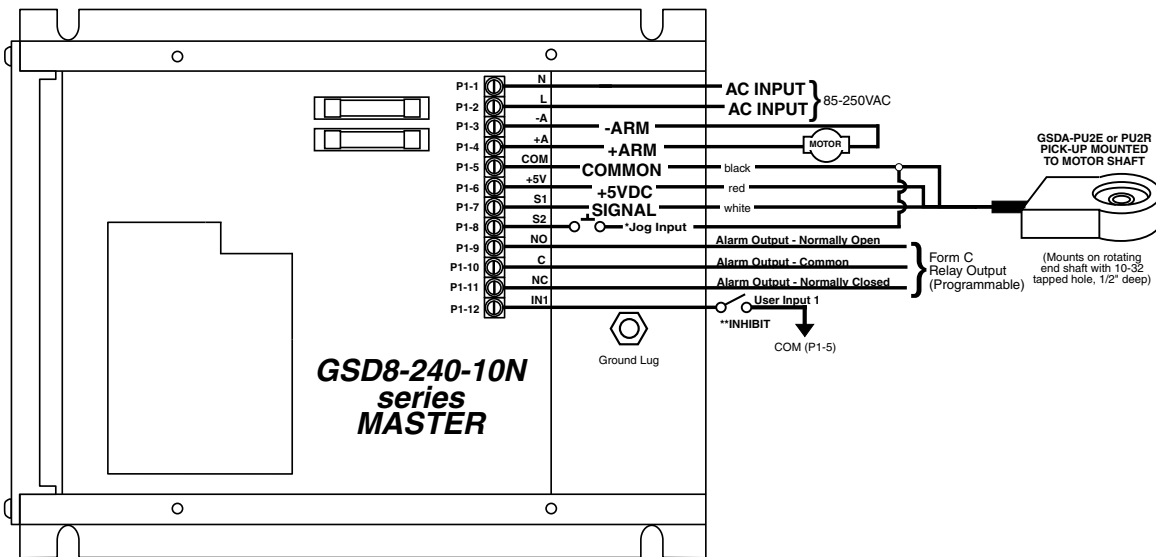 P1-1 N AC INPUT
P1-2 L AC INPUT
85-250VAC
P1-3 -A -ARM
P1-4 +A +ARM
MOTOR
P1-5 COM COMMON black
P1-6 +5V +5VDC red
P1-7 S1 SIGNAL white
P1-8 S2 *Jog Input
P1-9 NO Alarm Output - Normally Open
P1-10 C Alarm Output - Common
P1-11 NC Alarm Output - Normally Closed
P1-12 IN1 User Input 1
**INHIBIT
COM (P1-5)
Form C
Relay Output
(Programmable)
GSDA-PU2E or PU2R
PICK-UP MOUNTED
TO MOTOR SHAFT
(Mounts on rotating
end shaft with 10-32
tapped hole, 1/2" deep)
Ground Lug
GSD8-240-10N
series
MASTER